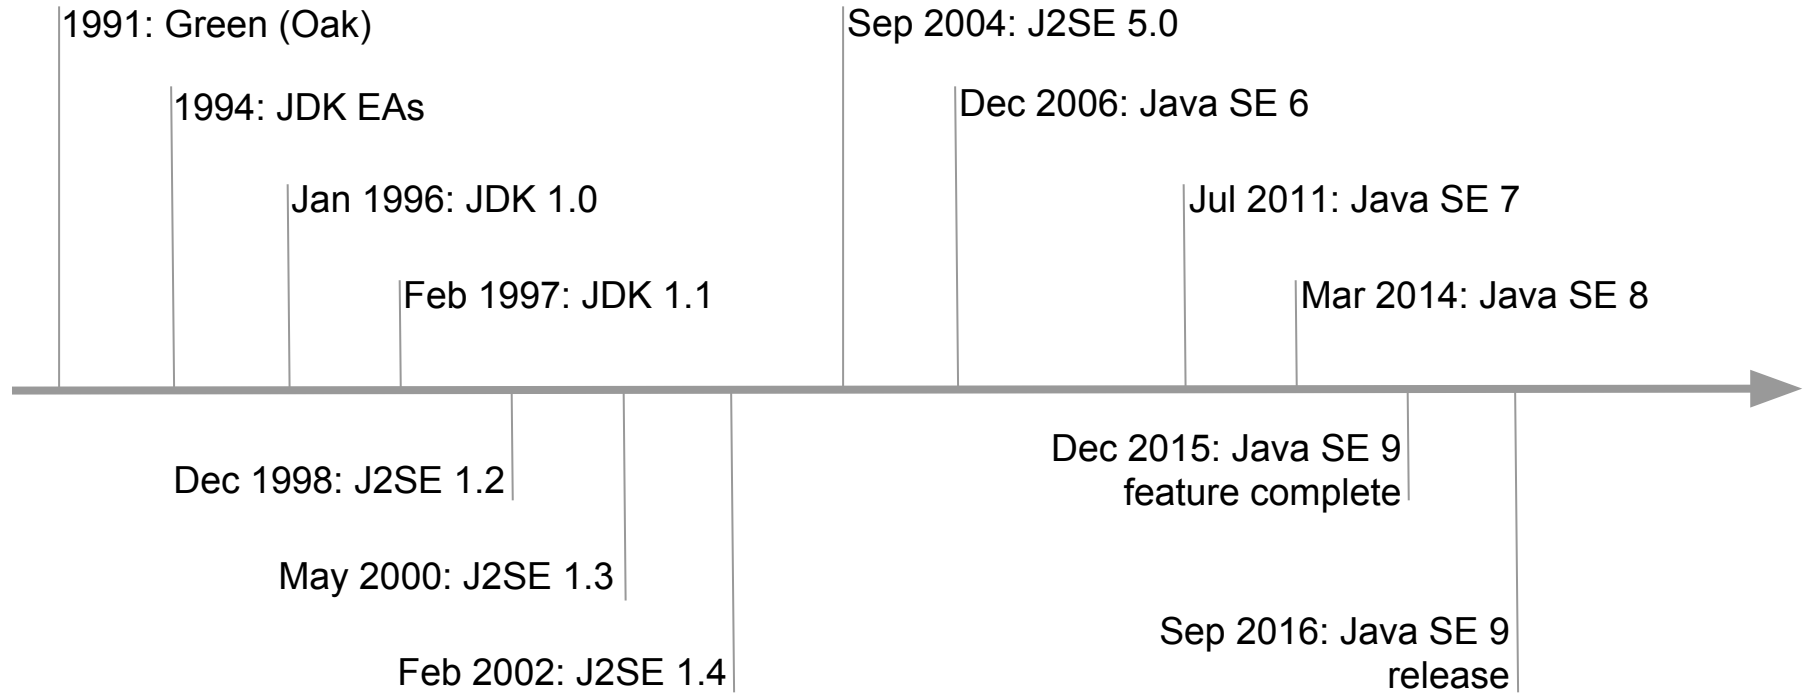 1991: Green (Oak)
1994: JDK EAs
Jan 1996: JDK 1.0
Feb 1997: JDK 1.1
Dec 1998: J2SE 1.2
May 2000: J2SE 1.3
Feb 2002: J2SE 1.4
Sep 2004: J2SE 5.0
Dec 2006: Java SE 6
Jul 2011: Java SE 7
Mar 2014: Java SE 8
Dec 2015: Java SE 9
feature complete
Sep 2016: Java SE 9
release